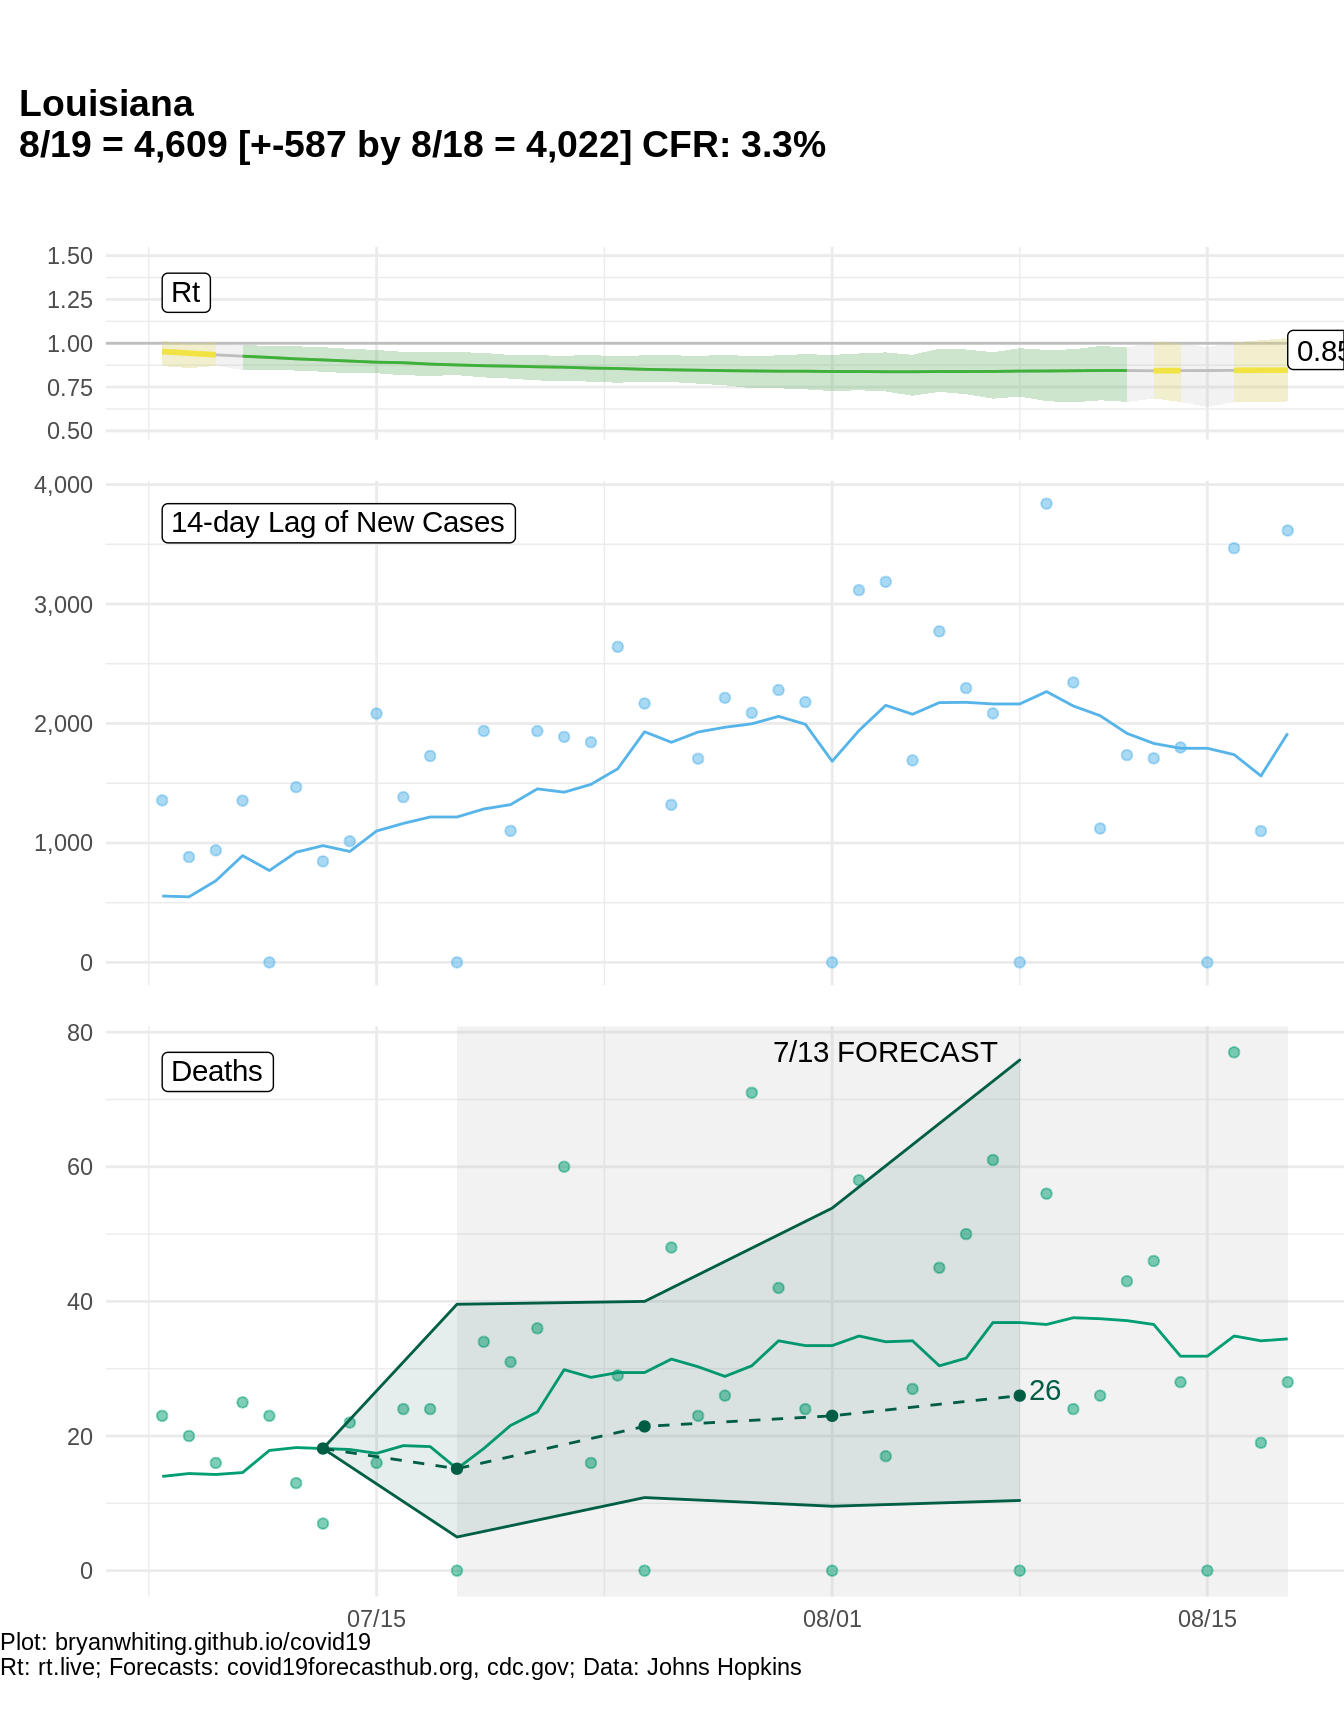 Louisiana
8/19 = 4,609 [+-587 by 8/18 = 4,022] CFR: 3.3%
1.50
1.25
1.00
0.75
0.50
Rt
0.85
4,000
3,000
2,000
1,000
0
14-day Lag of New Cases
80
60
40
20
0
Deaths
7/13 FORECAST
26
07/15
08/01
08/15
Plot: bryanwhiting.github.io/covid19
Rt: rt.live; Forecasts: covid19forecasthub.org, cdc.gov; Data: Johns Hopkins